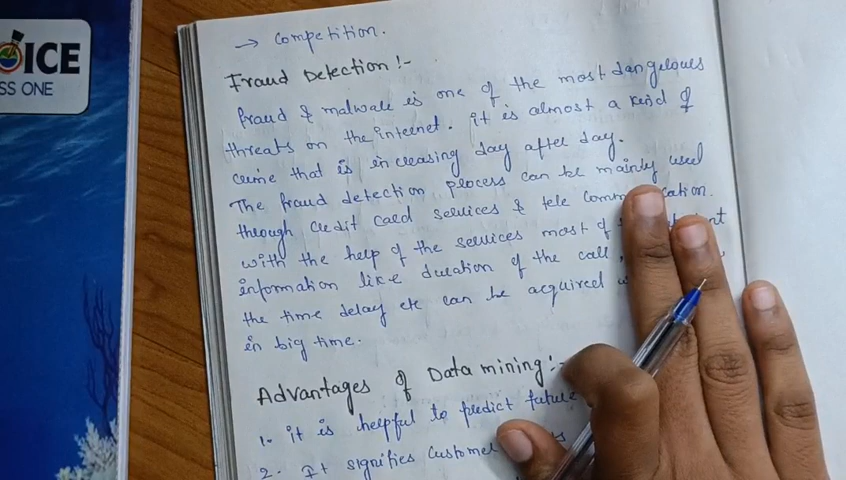 OICE
SS ONE
→ Competition.
Fraud Detection :-
fraud & malware is one of the most dangerous
threats on the internet. it is almost a kind of
crime that is increasing day after day.
The fraud detection process can be mainly used
through credit card services & tele communication.
with the help of the services most of
information like duration of the call,
the time delay etc can be acquired
in big time.
Advantages of Data mining :-
1. it is helpful to predict future
2. It signifies customer